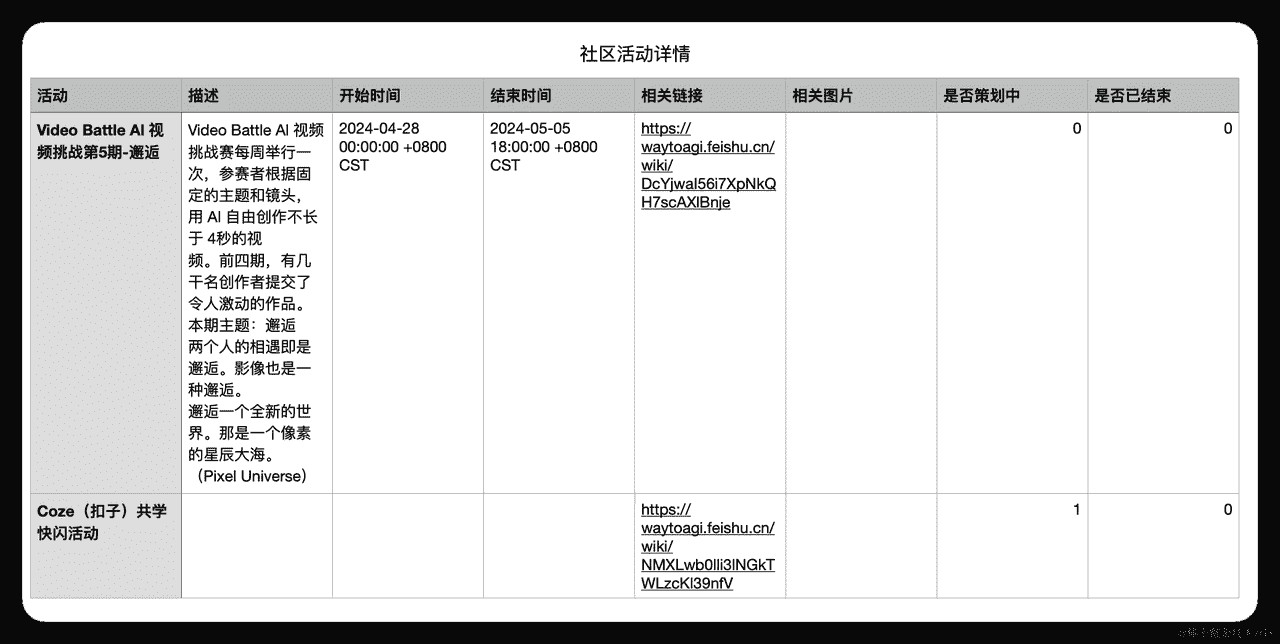 社区活动详情
活动
描述
开始时间
结束时间
相关链接
相关图片
是否策划中
是否已结束
Video Battle AI 视
频挑战第5期-邂逅
Video Battle AI 视频
挑战赛每周举行一
次，参赛者根据固
定的主题和镜头，
用 AI 自由创作不长
于 4秒的视
频。前四期，有几
千名创作者提交了
令人激动的作品。
本期主题：邂逅
两个人的相遇即是
邂逅。影像也是一
种邂逅。
邂逅一个全新的世
界。那是一个像素
的星辰大海。
（Pixel Universe）
2024-04-28
00:00:00 +0800
CST
2024-05-05
18:00:00 +0800
CST
https://
waytoagi.feishu.cn/
wiki/
DcYjwaI56i7XpNkQ
H7scAXlBnje
0
0
Coze（扣子）共学
快闪活动
https://
waytoagi.feishu.cn/
wiki/
NMXLwb0lIi3lNGkT
WLzcKl39nfV
1
0